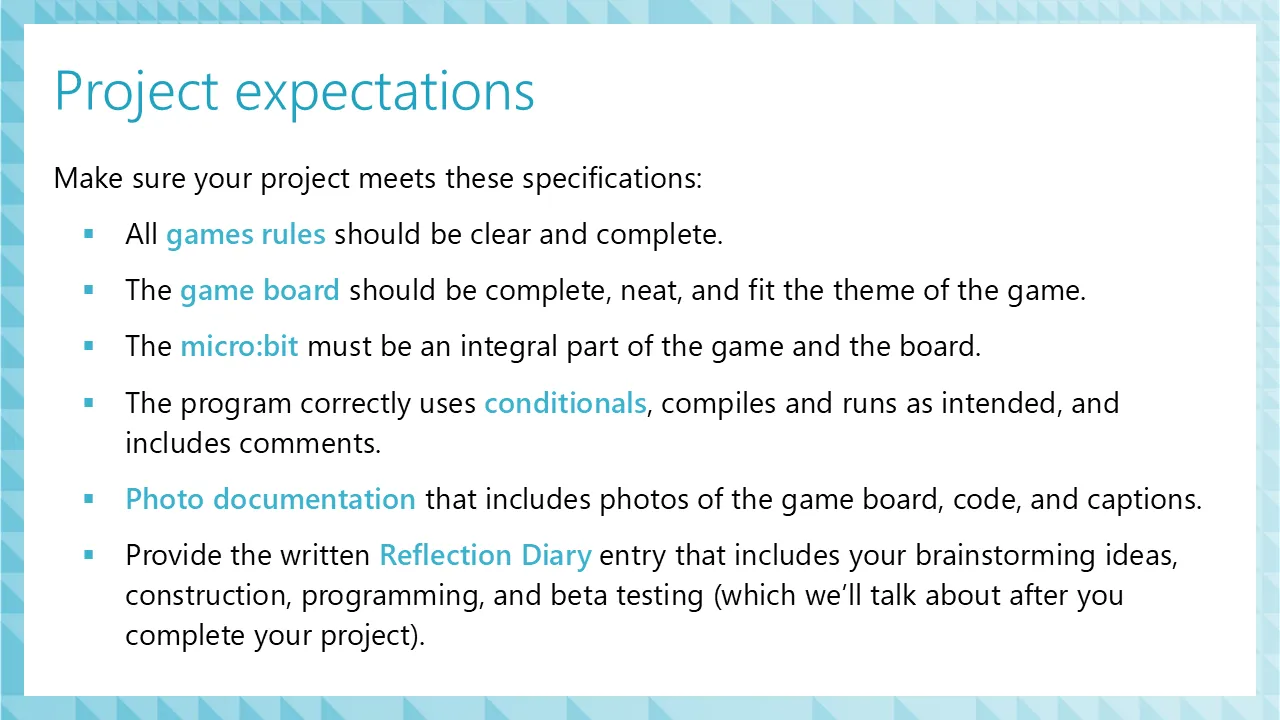 Project expectations
Make sure your project meets these specifications:
▪ All games rules should be clear and complete.
▪ The game board should be complete, neat, and fit the theme of the game.
▪ The micro:bit must be an integral part of the game and the board.
▪ The program correctly uses conditionals, compiles and runs as intended, and
includes comments.
▪ Photo documentation that includes photos of the game board, code, and captions.
▪ Provide the written Reflection Diary entry that includes your brainstorming ideas,
construction, programming, and beta testing (which we’ll talk about after you
complete your project).